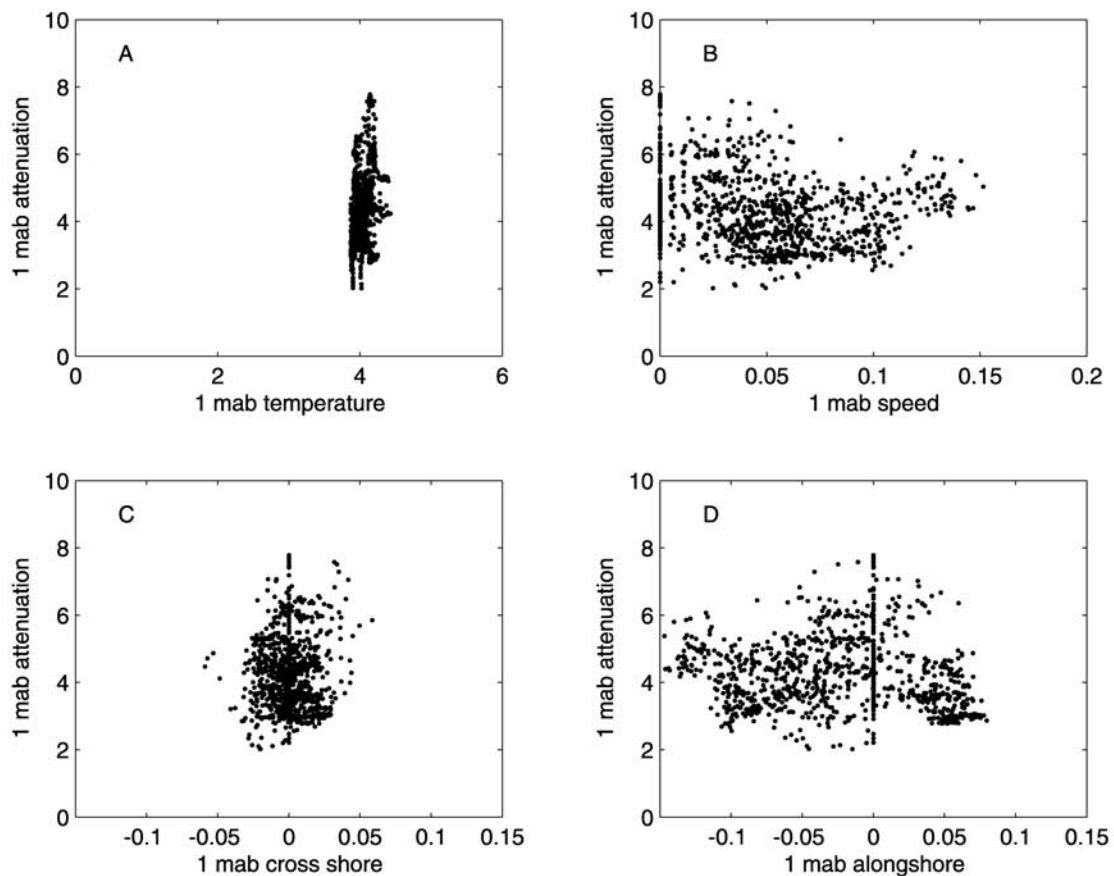 10
8
6
4
2
0
1 mab attenuation
A
0 2 4 6
1 mab temperature
10
8
6
4
2
0
1 mab attenuation
B
0 0.05 0.1 0.15 0.2
1 mab speed
10
8
6
4
2
0
1 mab attenuation
C
-0.1 -0.05 0 0.05 0.1 0.15
1 mab cross shore
10
8
6
4
2
0
1 mab attenuation
D
-0.1 -0.05 0 0.05 0.1 0.15
1 mab alongshore